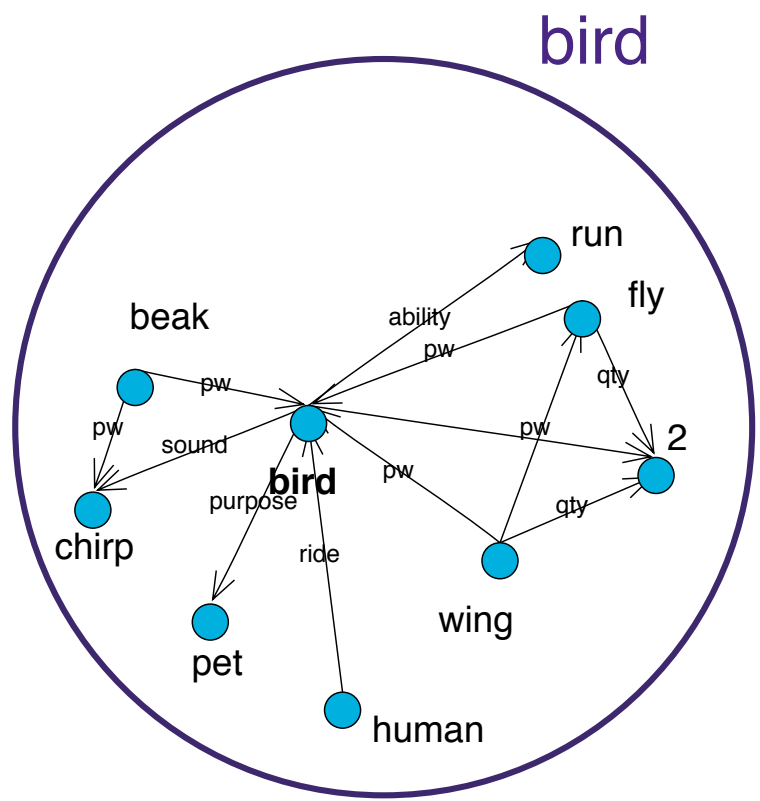 bird
run
fly
beak
ability
pw
qty
pw
pw
pw
2
sound
pw
bird
purpose
qty
chirp
ride
wing
pet
human